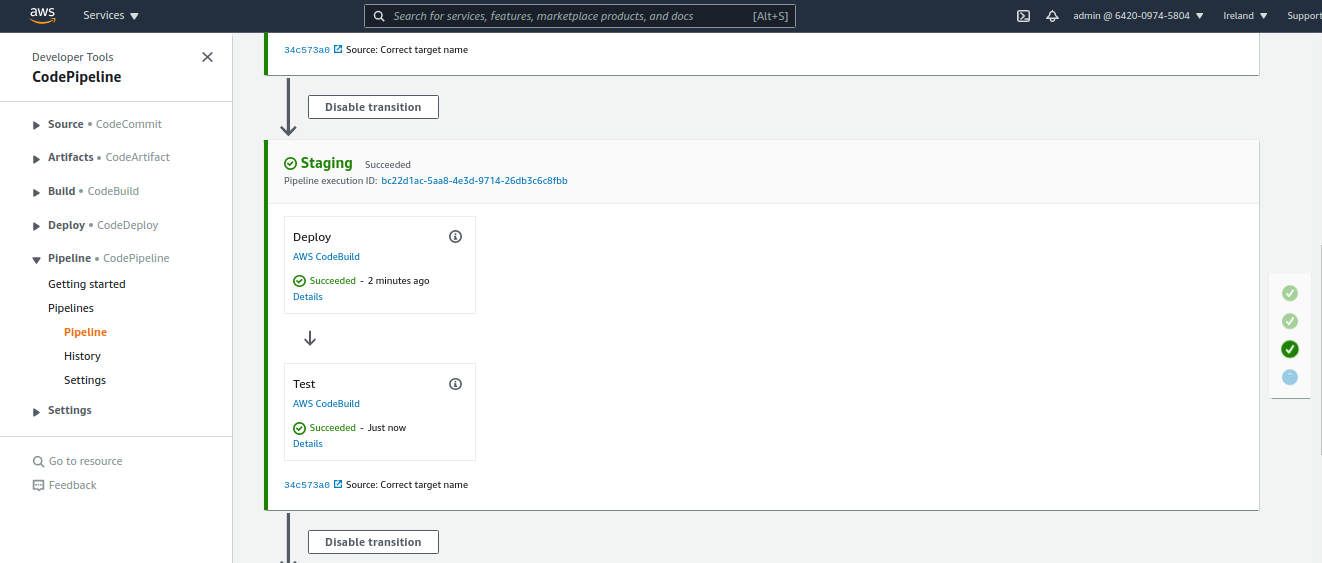 aws
Services
Search for services, features, marketplace products, and docs
[Alt+S]
admin @ 6420-0974-5804
Ireland
Support
Developer Tools
CodePipeline
Source • CodeCommit
Artifacts • CodeArtifact
Build • CodeBuild
Deploy • CodeDeploy
Pipeline • CodePipeline
Getting started
Pipelines
Pipeline
History
Settings
Settings
Go to resource
Feedback
34c573a0 Source: Correct target name
Disable transition
Staging Succeeded
Pipeline execution ID: bc22d1ac-5aa8-4e3d-9714-26db3c6c8fbb
Deploy
AWS CodeBuild
Succeeded - 2 minutes ago
Details
Test
AWS CodeBuild
Succeeded - Just now
Details
34c573a0 Source: Correct target name
Disable transition